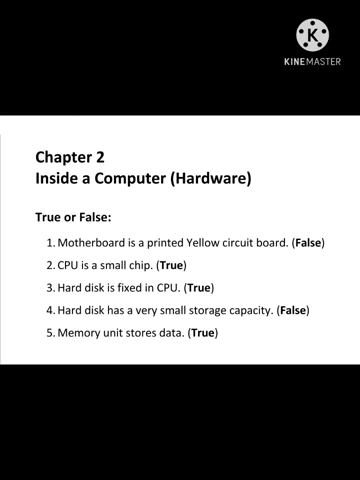 KINEMASTER
Chapter 2
Inside a Computer (Hardware)
True or False:
1. Motherboard is a printed Yellow circuit board. (False)
2. CPU is a small chip. (True)
3. Hard disk is fixed in CPU. (True)
4. Hard disk has a very small storage capacity. (False)
5. Memory unit stores data. (True)